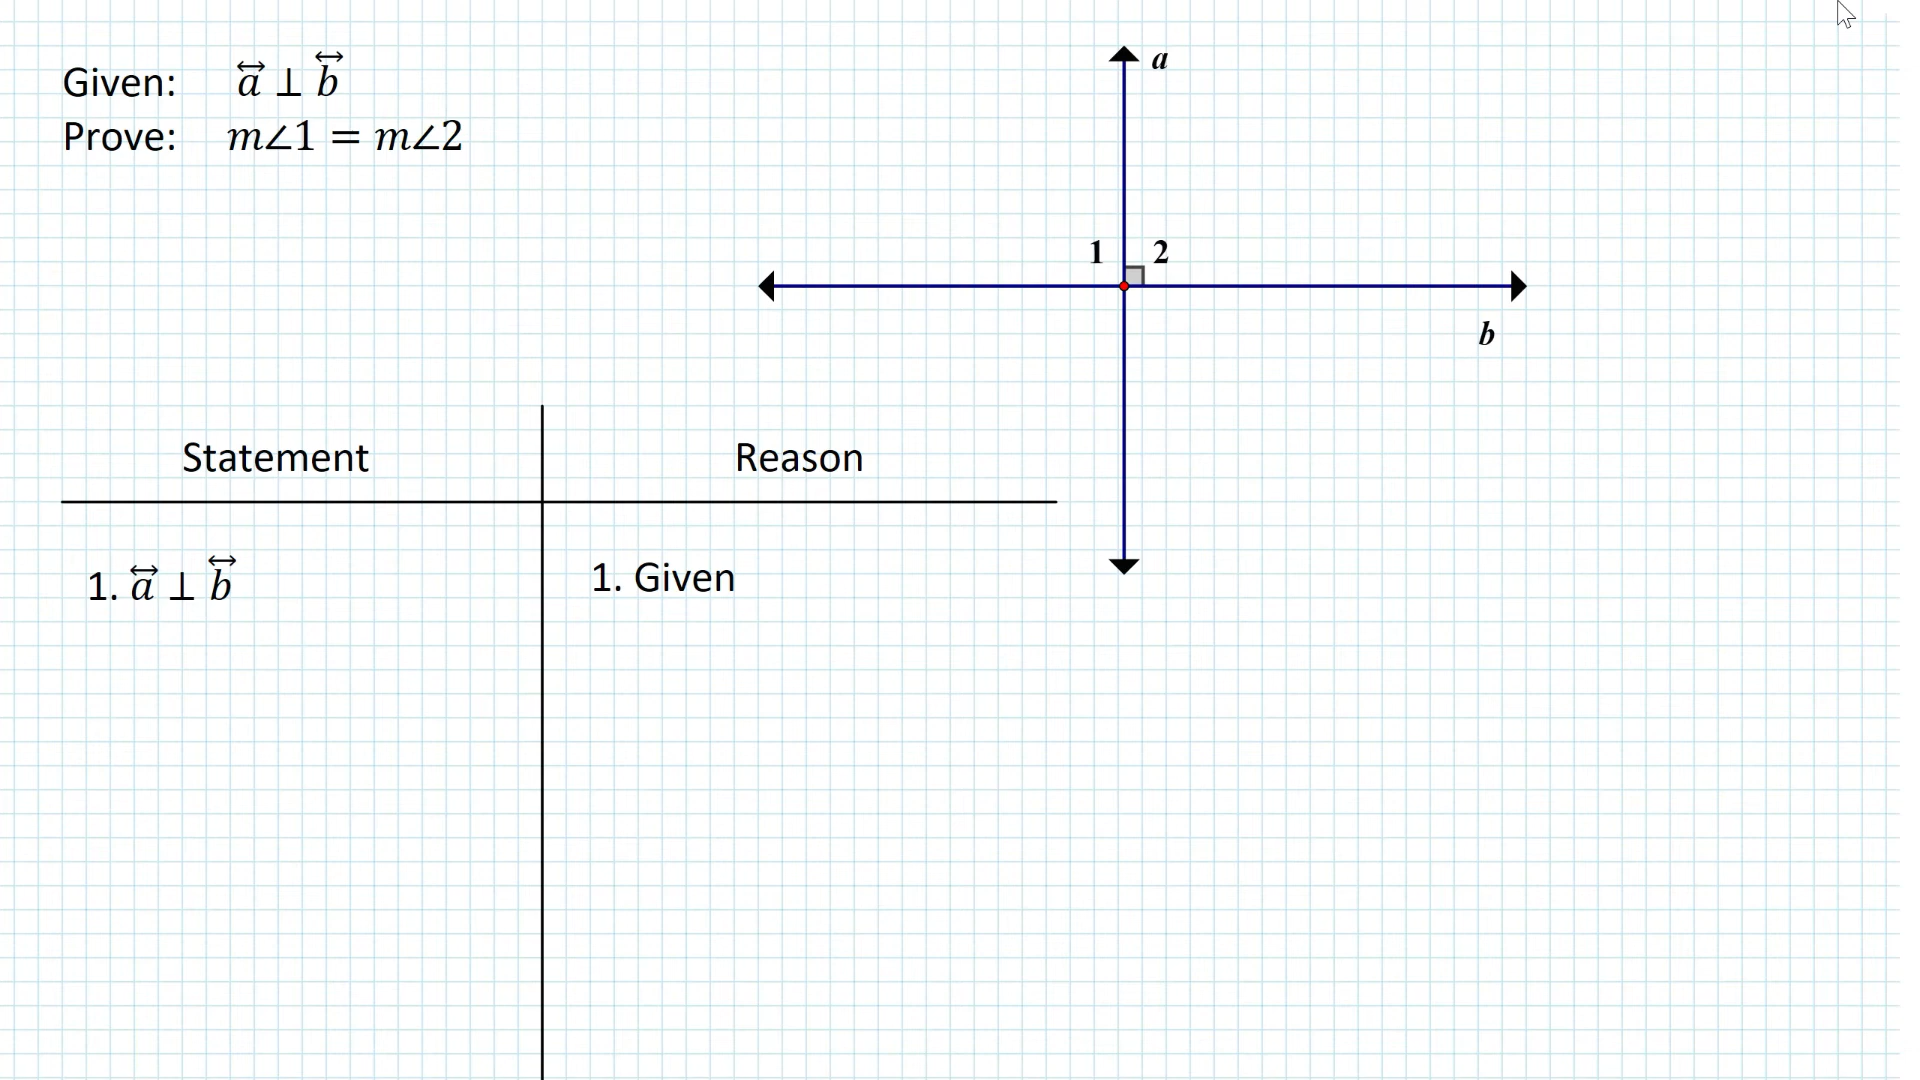 Given: a ⊥ b
Prove: m∠1 = m∠2
a
1 2
b
Statement Reason
1. a ⊥ b 1. Given